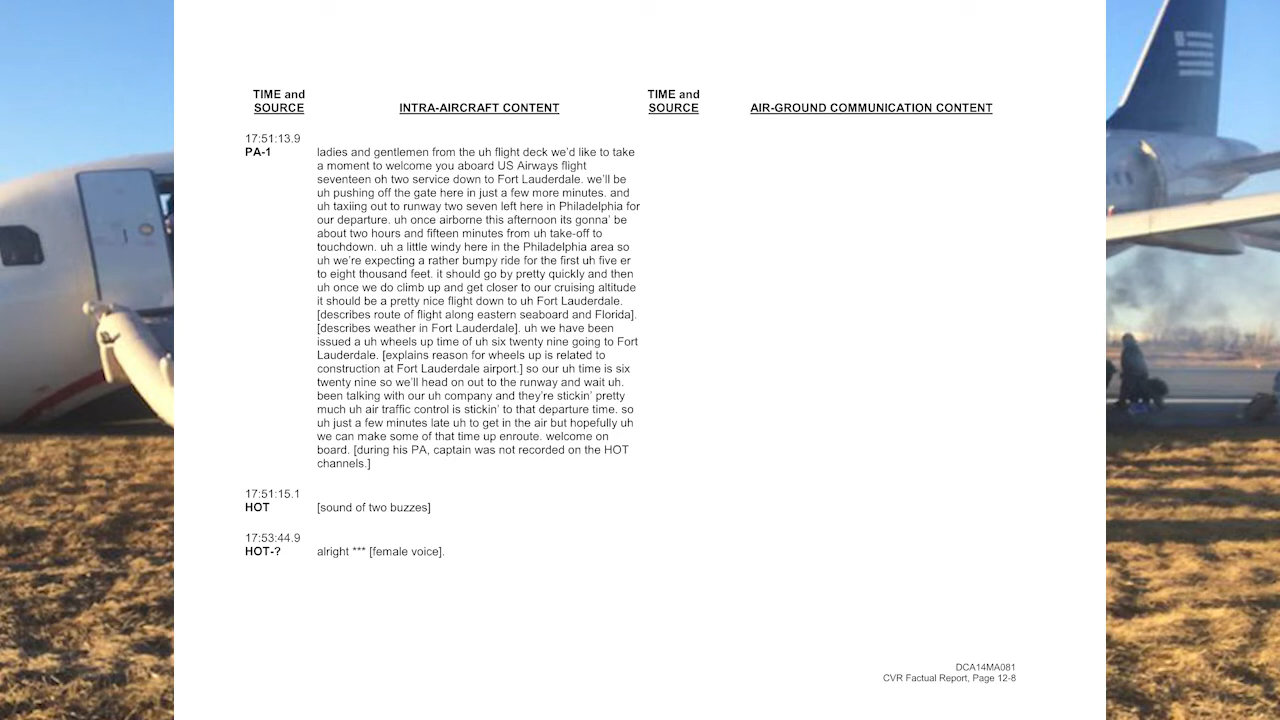 TIME and
SOURCE
INTRA-AIRCRAFT CONTENT
TIME and
SOURCE
AIR-GROUND COMMUNICATION CONTENT
17:51:13.9
PA-1
ladies and gentlemen from the uh flight deck we'd like to take
a moment to welcome you aboard US Airways flight
seventeen oh two service down to Fort Lauderdale. we'll be
uh pushing off the gate here in just a few more minutes. and
uh taxiing out to runway two seven left here in Philadelphia for
our departure. uh once airborne this afternoon its gonna' be
about two hours and fifteen minutes from uh take-off to
touchdown. uh a little windy here in the Philadelphia area so
uh we're expecting a rather bumpy ride for the first uh five er
to eight thousand feet. it should go by pretty quickly and then
uh once we do climb up and get closer to our cruising altitude
it should be a pretty nice flight down to uh Fort Lauderdale.
[describes route of flight along eastern seaboard and Florida].
[describes weather in Fort Lauderdale]. uh we have been
issued a uh wheels up time of uh six twenty nine going to Fort
Lauderdale. [explains reason for wheels up is related to
construction at Fort Lauderdale airport.] so our uh time is six
twenty nine so we'll head on out to the runway and wait uh.
been talking with our uh company and they're stickin' pretty
much uh air traffic control is stickin' to that departure time. so
uh just a few minutes late uh to get in the air but hopefully uh
we can make some of that time up enroute. welcome on
board. [during his PA, captain was not recorded on the HOT
channels.]
17:51:15.1
HOT
[sound of two buzzes]
17:53:44.9
HOT-?
alright *** [female voice].
DCA14MA081
CVR Factual Report, Page 12-8